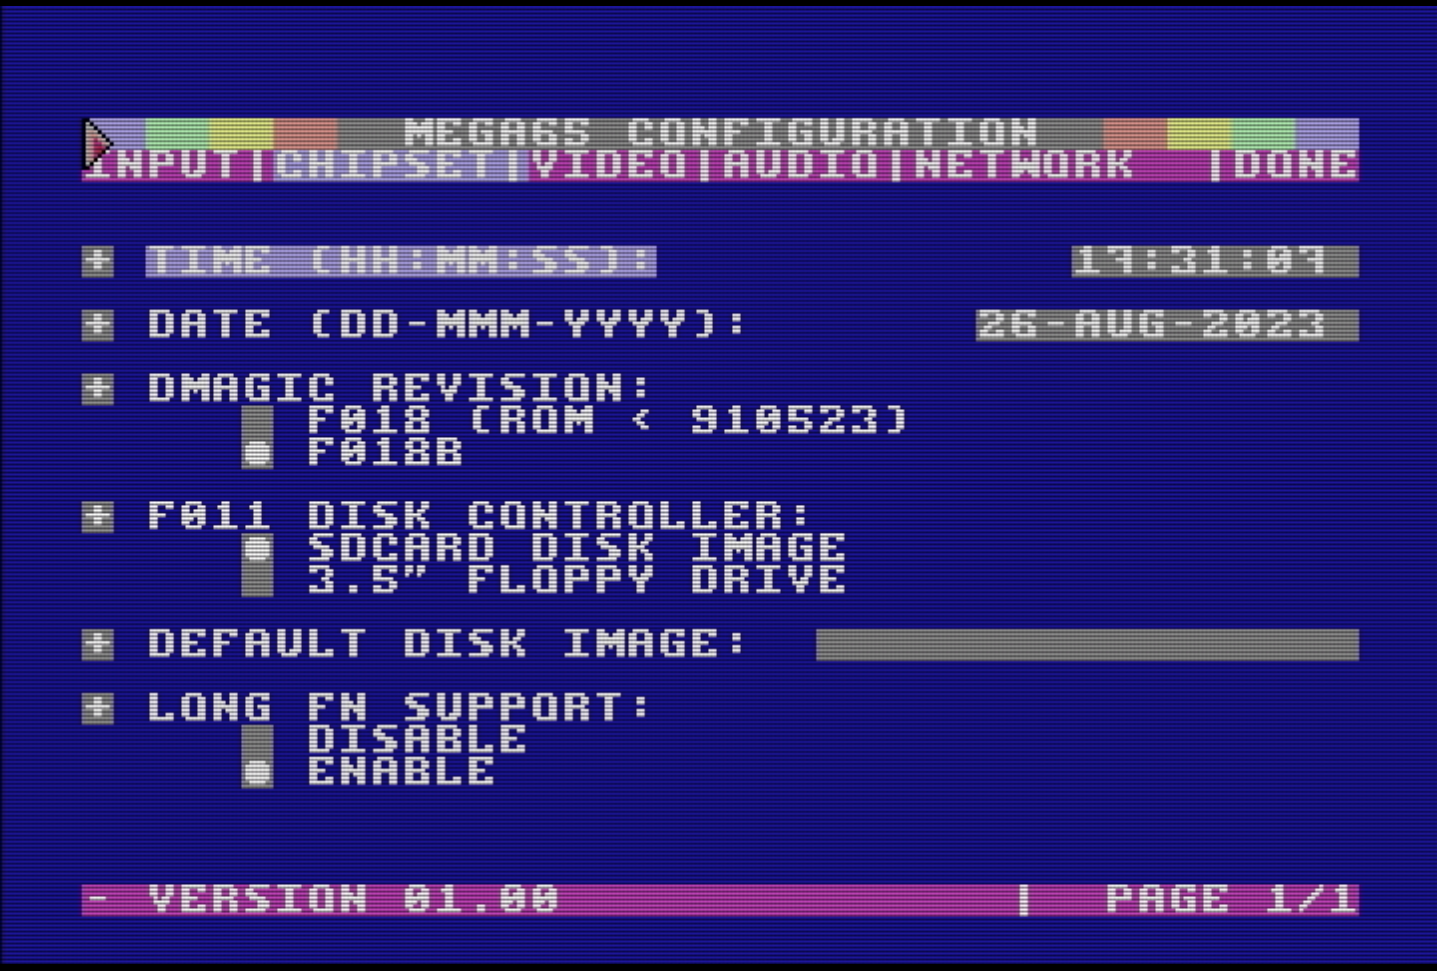 MEGA65 CONFIGURATION
INPUT|CHIPSET|VIDEO|AUDIO|NETWORK |DONE
+ TIME (HH:MM:SS): 19:31:09
+ DATE (DD-MMM-YYYY): 26-AUG-2023
+ DMAGIC REVISION:
F018 (ROM < 910523)
F018B
+ F011 DISK CONTROLLER:
SDCARD DISK IMAGE
3.5" FLOPPY DRIVE
+ DEFAULT DISK IMAGE:
+ LONG FN SUPPORT:
DISABLE
ENABLE
- VERSION 01.00 | PAGE 1/1